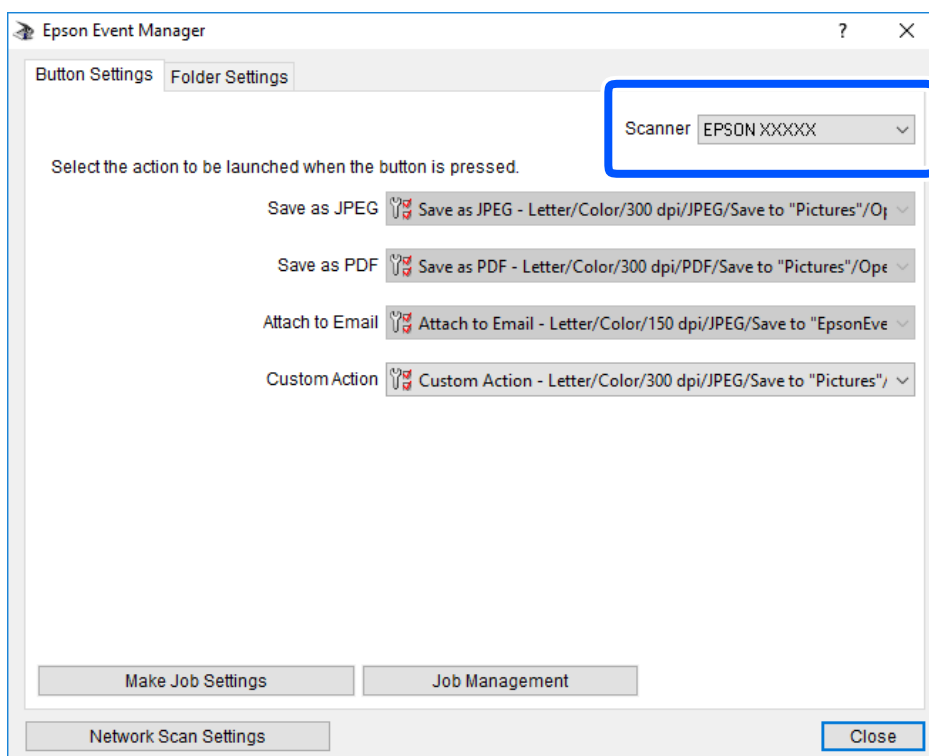 Epson Event Manager
Button Settings Folder Settings
Scanner EPSON XXXXX
Select the action to be launched when the button is pressed.
Save as JPEG Save as JPEG - Letter/Color/300 dpi/JPEG/Save to "Pictures"/Op
Save as PDF Save as PDF - Letter/Color/300 dpi/PDF/Save to "Pictures"/Ope
Attach to Email Attach to Email - Letter/Color/150 dpi/JPEG/Save to "EpsonEve
Custom Action Custom Action - Letter/Color/300 dpi/JPEG/Save to "Pictures"/
Make Job Settings Job Management
Network Scan Settings Close